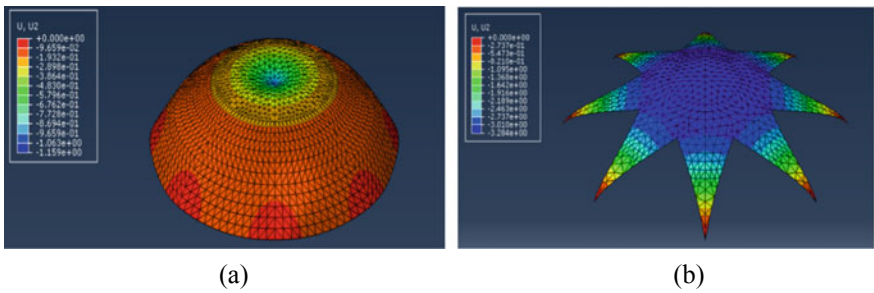 U, U2
+0.000e+00
-9.659e-02
-1.932e-01
-2.898e-01
-3.864e-01
-4.830e-01
-5.796e-01
-6.762e-01
-7.728e-01
-8.694e-01
-9.659e-01
-1.063e+00
-1.159e+00
U, U2
+0.000e+00
-2.737e-01
-5.473e-01
-8.210e-01
-1.095e+00
-1.368e+00
-1.642e+00
-1.916e+00
-2.189e+00
-2.463e+00
-2.737e+00
-3.010e+00
-3.284e+00
(a)
(b)